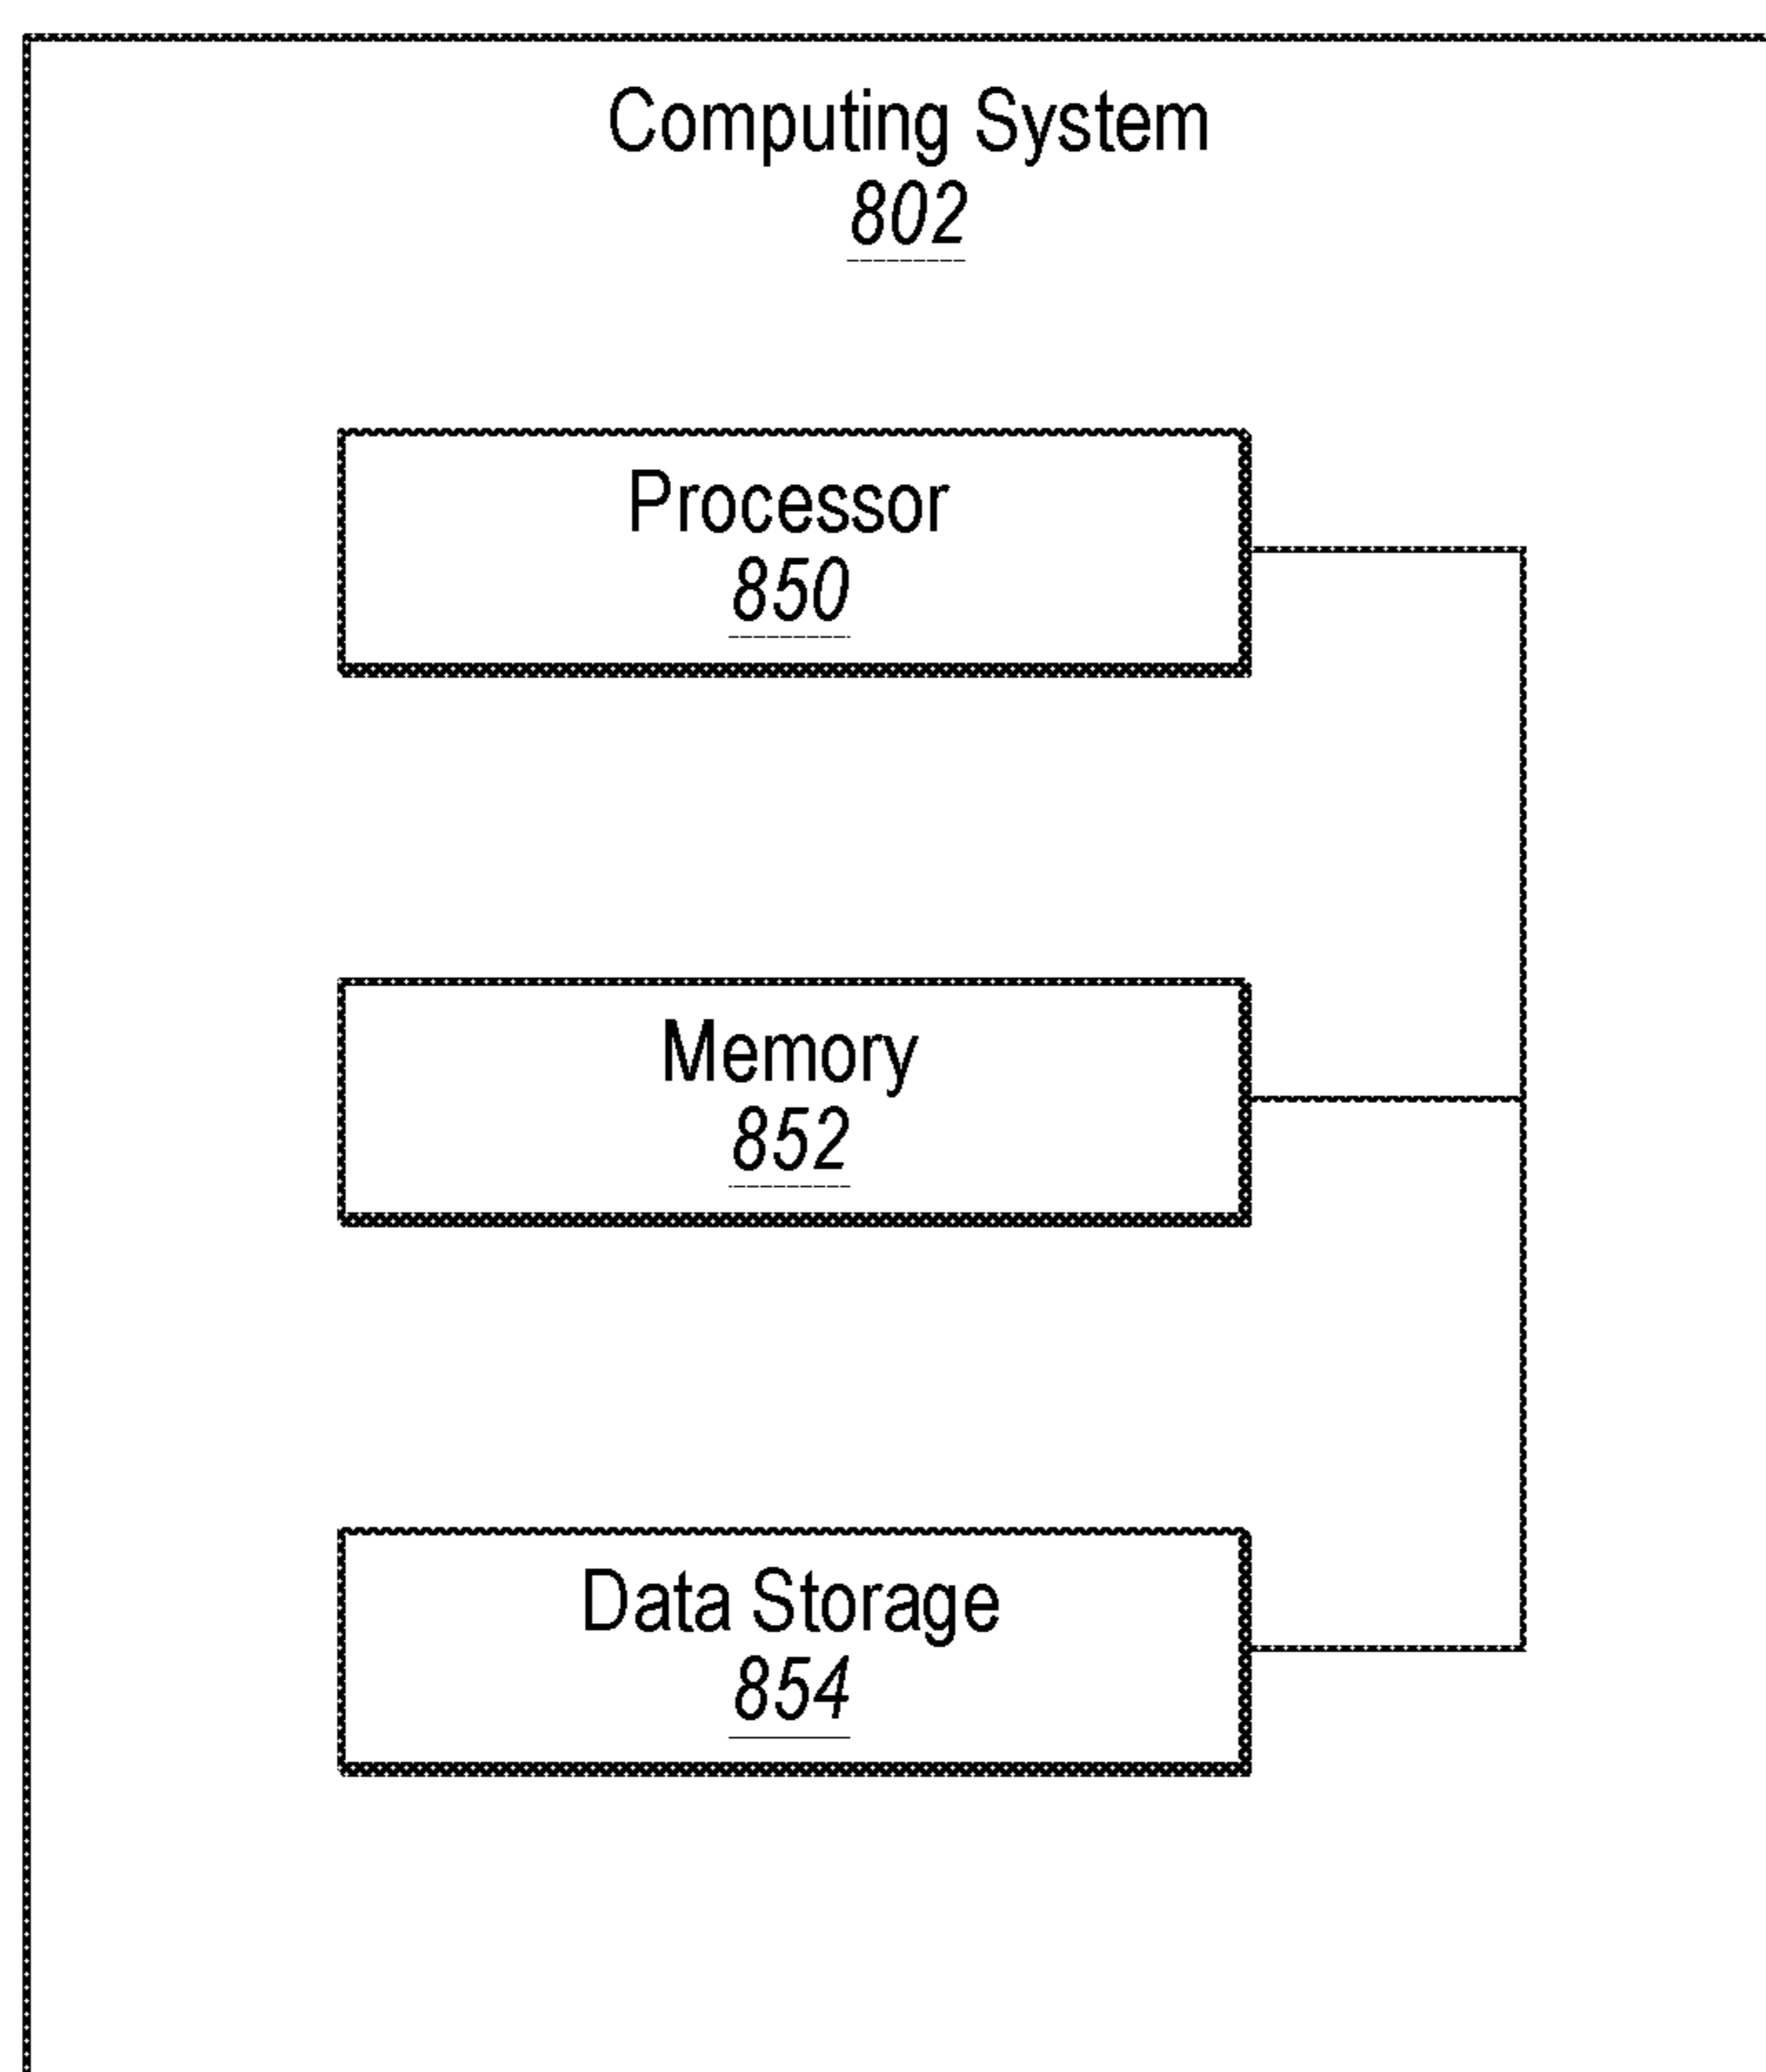 Computing System
802
Processor
850
Memory
852
Data Storage
854